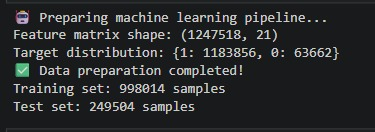 🤖 Preparing machine learning pipeline...
Feature matrix shape: (1247518, 21)
Target distribution: {1: 1183856, 0: 63662}
✅ Data preparation completed!
Training set: 998014 samples
Test set: 249504 samples